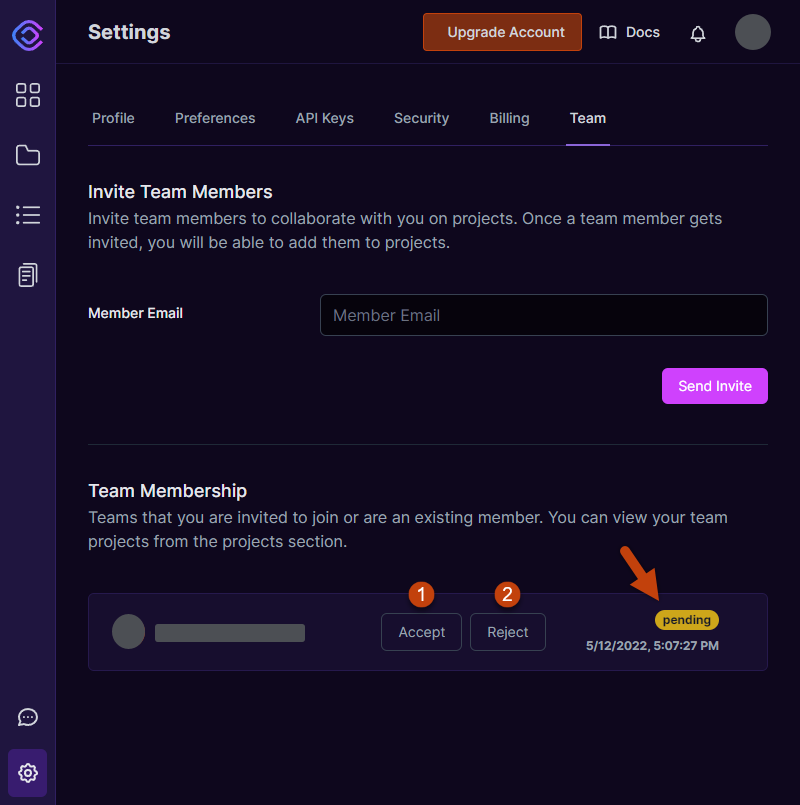 Settings
Upgrade Account
Docs
Profile
Preferences
API Keys
Security
Billing
Team
Invite Team Members
Invite team members to collaborate with you on projects. Once a team member gets
invited, you will be able to add them to projects.
Member Email
Member Email
Send Invite
Team Membership
Teams that you are invited to join or are an existing member. You can view your team
projects from the projects section.
1
2
Accept
Reject
pending
5/12/2022, 5:07:27 PM